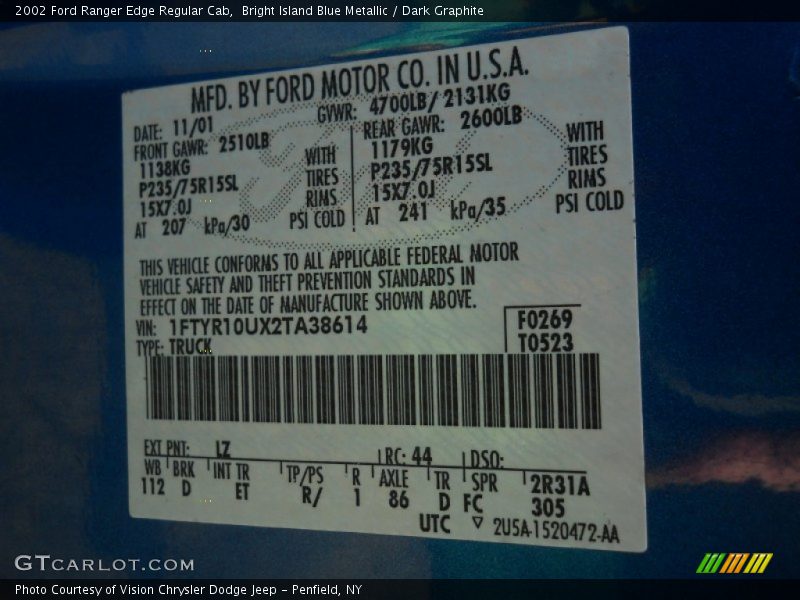 2002 Ford Ranger Edge Regular Cab,  Bright Island Blue Metallic / Dark Graphite
MFD. BY FORD MOTOR CO. IN U.S.A.
DATE: 11/01 GVWR: 4700LB/ 2131KG
FRONT GAWR: 2510LB REAR GAWR: 2600LB
1138KG WITH 1179KG WITH
P235/75R15SL TIRES P235/75R15SL TIRES
15X7.0J RIMS 15X7.0J RIMS
AT 207 kPa/30 PSI COLD AT 241 kPa/35 PSI COLD
THIS VEHICLE CONFORMS TO ALL APPLICABLE FEDERAL MOTOR
VEHICLE SAFETY AND THEFT PREVENTION STANDARDS IN
EFFECT ON THE DATE OF MANUFACTURE SHOWN ABOVE.
VIN: 1FTYR10UX2TA38614 F0269
TYPE: TRUCK T0523
EXT PNT: LZ RC: 44 DSO:
WB BRK INT TR TP/PS R AXLE TR SPR 2R31A
112 D ET R/ 1 86 D FC 305
UTC ▽ 2U5A-1520472-AA
GTCARLOT.COM
Photo Courtesy of Vision Chrysler Dodge Jeep - Penfield, NY